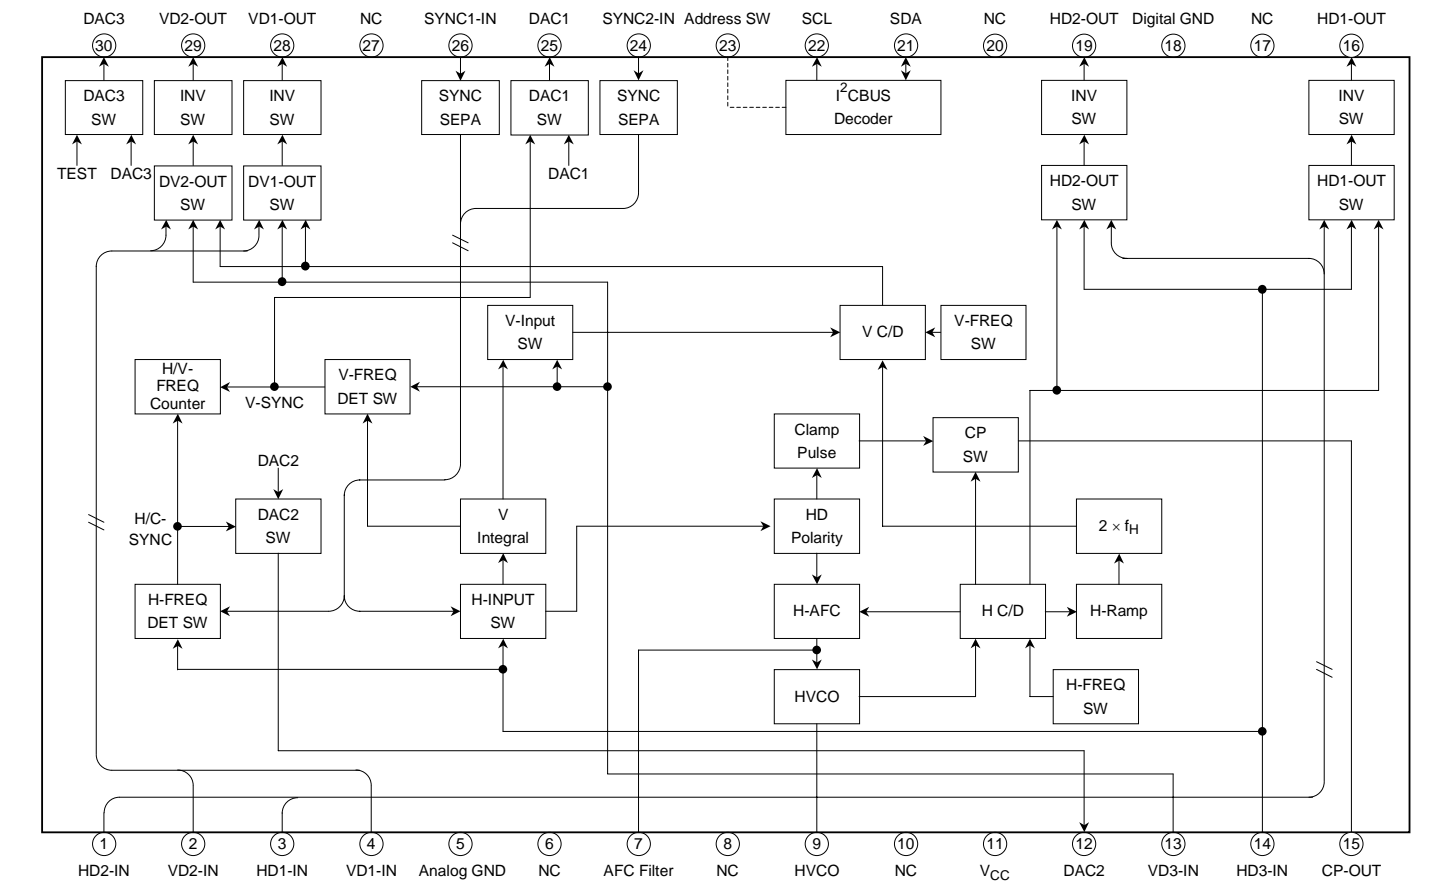 DAC3 VD2-OUT VD1-OUT NC SYNC1-IN DAC1 SYNC2-IN Address SW SCL SDA NC HD2-OUT Digital GND NC HD1-OUT
30 29 28 27 26 25 24 23 22 21 20 19 18 17 16
DAC3
SW
INV
SW
INV
SW
SYNC
SEPA
DAC1
SW
SYNC
SEPA
I2CBUS
Decoder
INV
SW
INV
SW
TEST
DAC3
DAC1
DV2-OUT
SW
DV1-OUT
SW
HD2-OUT
SW
HD1-OUT
SW
V-Input
SW
V C/D
V-FREQ
SW
H/V-
FREQ
Counter
V-SYNC
V-FREQ
DET SW
Clamp
Pulse
CP
SW
DAC2
H/C-
SYNC
DAC2
SW
V
Integral
HD
Polarity
2 × fH
H-FREQ
DET SW
H-INPUT
SW
H-AFC
H C/D
H-Ramp
HVCO
H-FREQ
SW
1 2 3 4 5 6 7 8 9 10 11 12 13 14 15
HD2-IN VD2-IN HD1-IN VD1-IN Analog GND NC AFC Filter NC HVCO NC VCC DAC2 VD3-IN HD3-IN CP-OUT